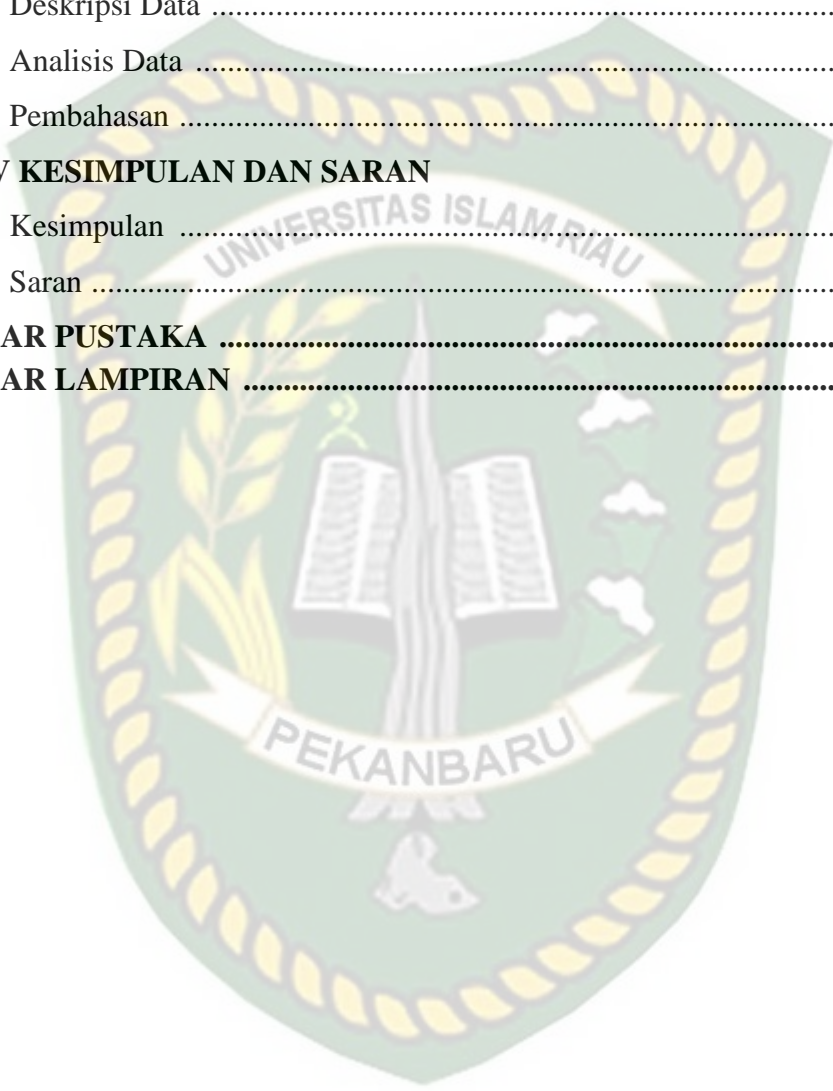 Deskripsi Data ........................................................................
Analisis Data ........................................................................
Pembahasan ........................................................................
V KESIMPULAN DAN SARAN
UNIVERSITAS ISLAM RIAU
Kesimpulan ........................................................................
Saran ........................................................................
AR PUSTAKA ........................................................................
AR LAMPIRAN ........................................................................
PEKANBARU